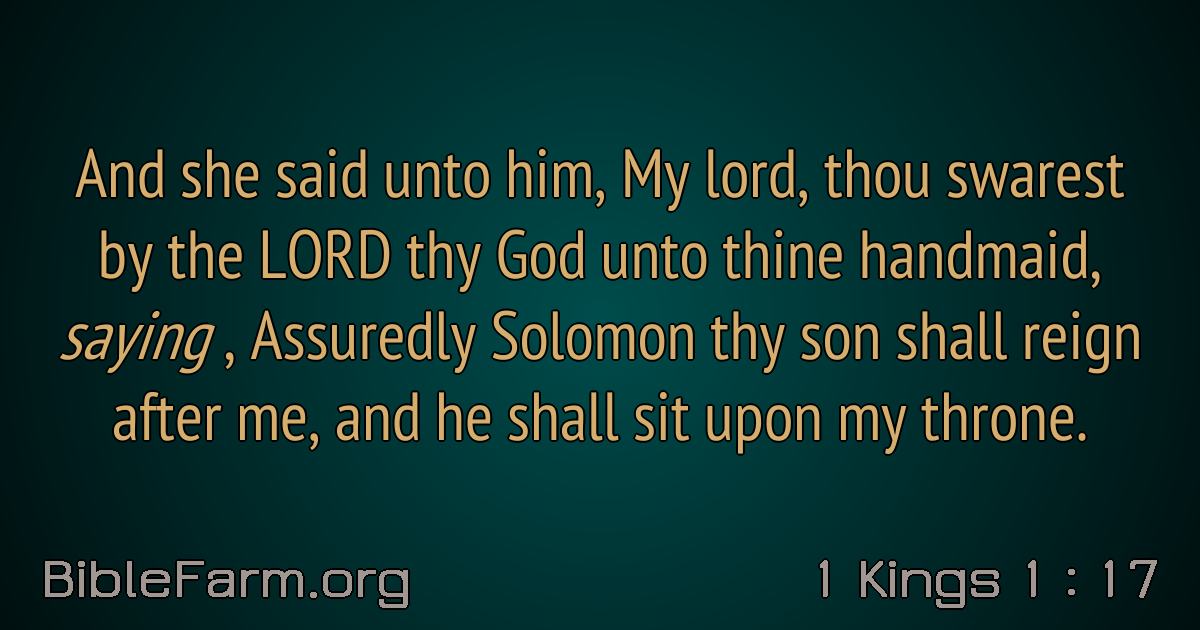 And she said unto him, My lord, thou swarest
by the LORD thy God unto thine handmaid,
saying , Assuredly Solomon thy son shall reign
after me, and he shall sit upon my throne.
BibleFarm.org
1 Kings 1 : 17